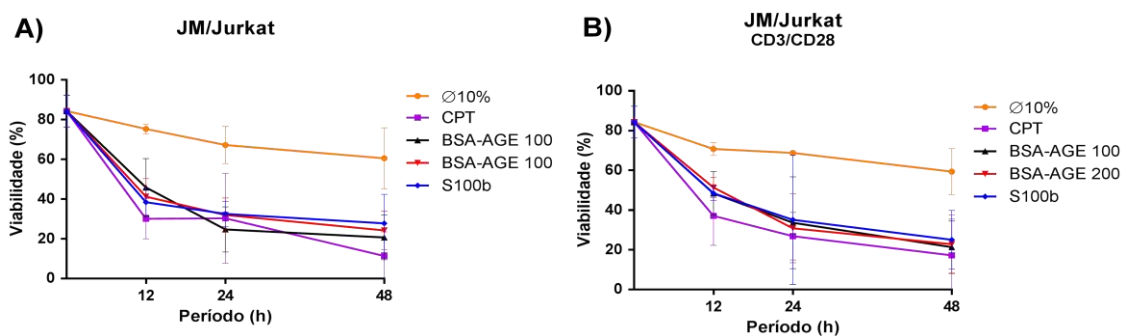 A)
JM/Jurkat
Viabilidade (%)
100
80
60
40
20
0
12
24
48
Período (h)
∅10%
CPT
BSA-AGE 100
BSA-AGE 100
S100b
B)
JM/Jurkat
CD3/CD28
Viabilidade (%)
100
80
60
40
20
0
12
24
48
Período (h)
∅10%
CPT
BSA-AGE 100
BSA-AGE 200
S100b